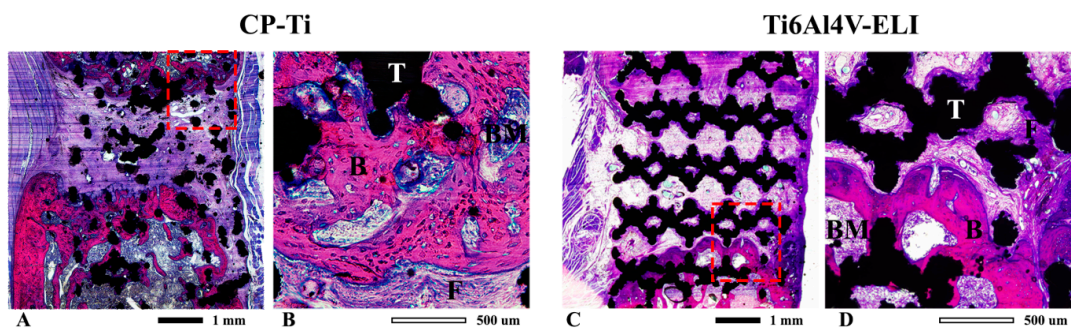 CP-Ti
Ti6Al4V-ELI
T
BM
B
F
T
F
BM
B
A
1 mm
B
500 um
C
1 mm
D
500 um